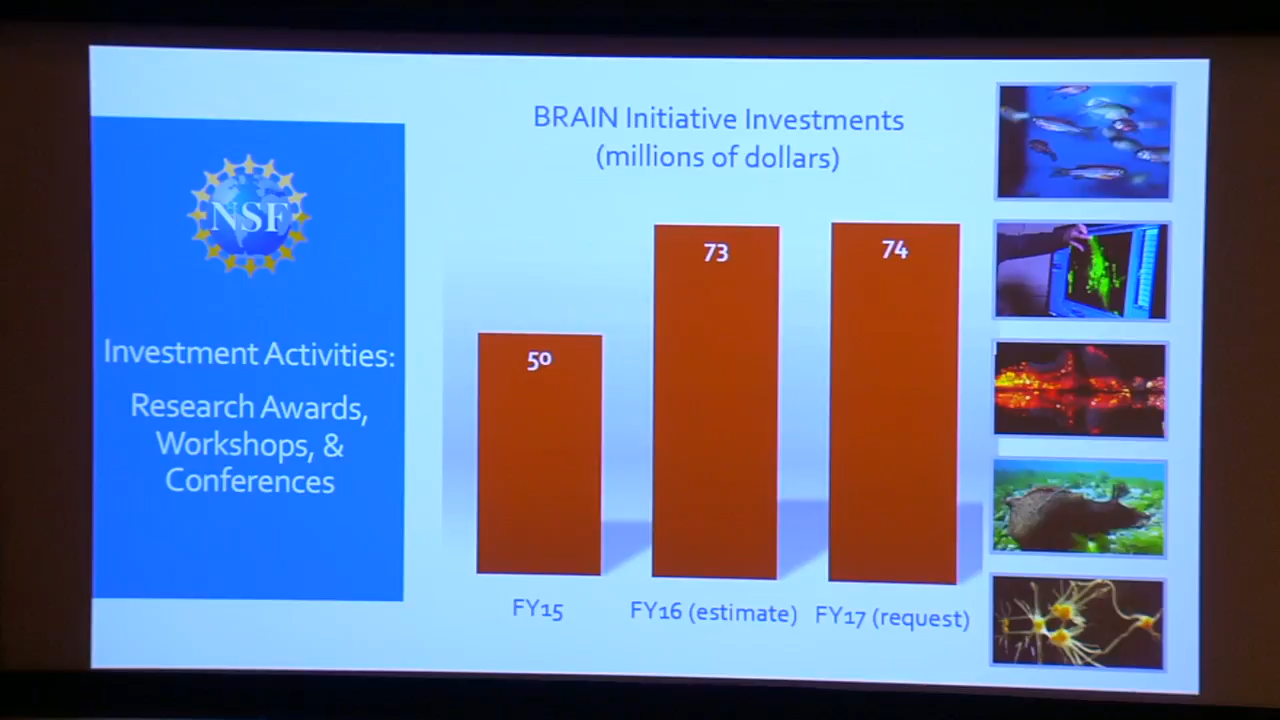 NSF
Investment Activities:
Research Awards,
Workshops, &
Conferences
BRAIN Initiative Investments
(millions of dollars)
50
73
74
FY15
FY16 (estimate)
FY17 (request)